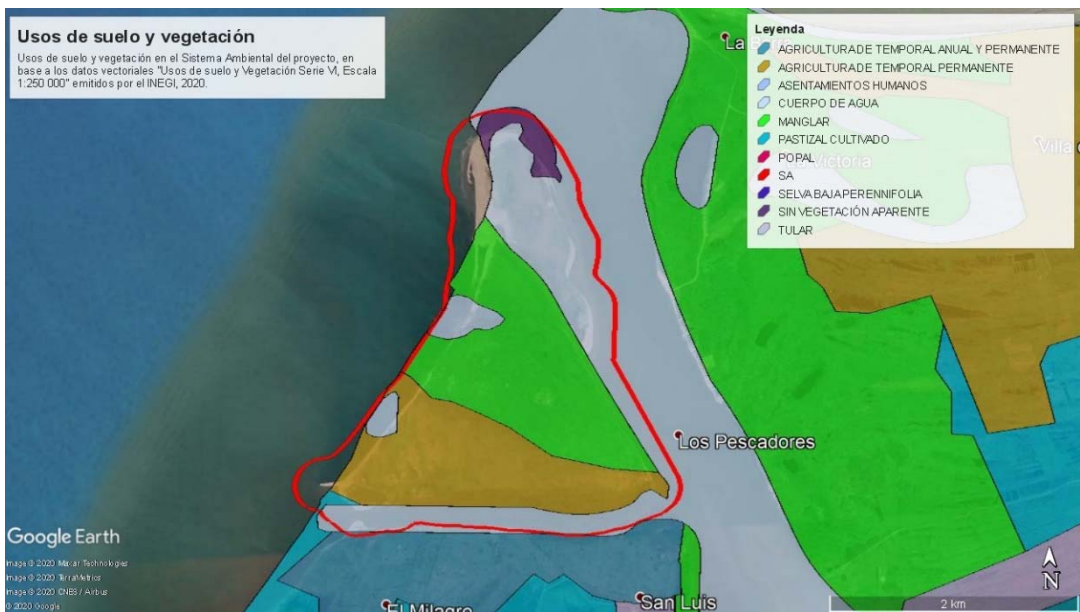 Usos de suelo y vegetación
Usos de suelo y vegetación en el Sistema Ambiental del proyecto, en
base a los datos vectoriales "Usos de suelo y Vegetación Serie VI, Escala
1:250 000" emitidos por el INEGI, 2020.
Leyenda
AGRICULTURA DE TEMPORAL ANUAL Y PERMANENTE
AGRICULTURA DE TEMPORAL PERMANENTE
ASENTAMIENTOS HUMANOS
CUERPO DE AGUA
MANGLAR
PASTIZAL CULTIVADO
POPAL
SA
SELVA BAJA PERENNIFOLIA
SIN VEGETACIÓN APARENTE
TULAR
La
Victoria
Villa
Los Pescadores
El Milagro
San Luis
Google Earth
Image © 2020 Maxar Technologies
Image © 2020 TerraMetrics
Image © 2020 CNES / Airbus
© 2020 Google
N
2 km